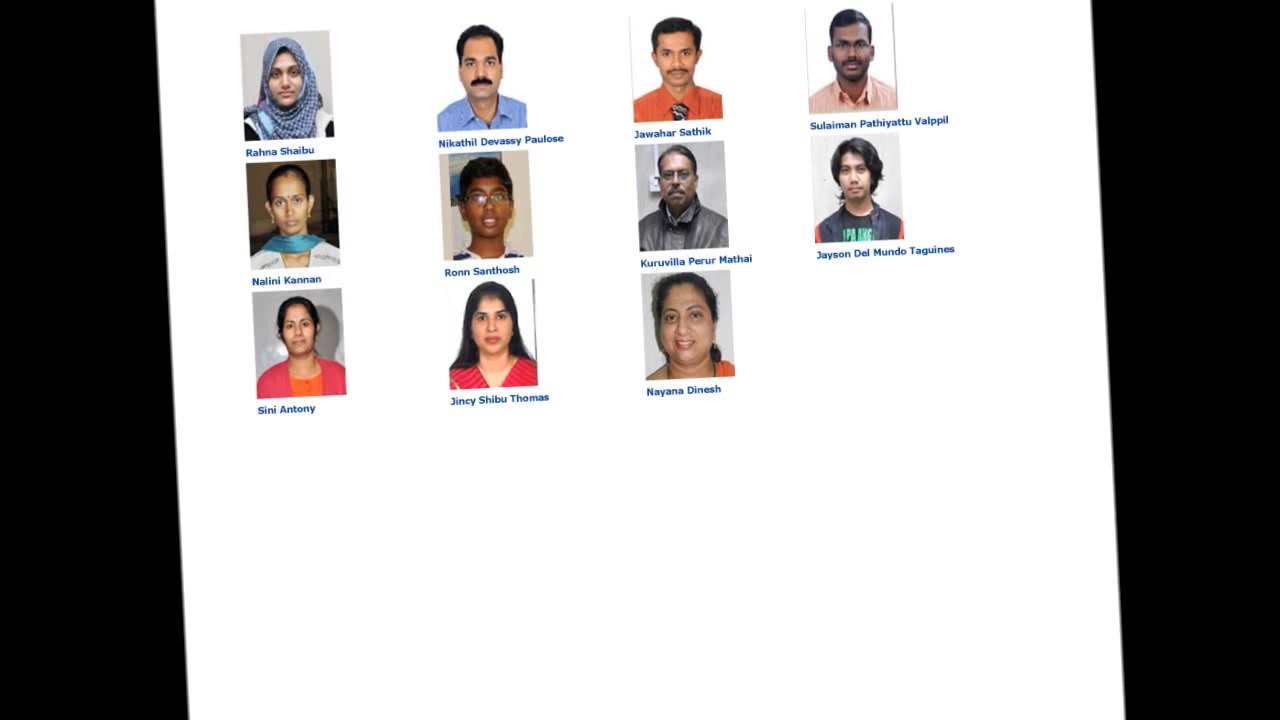 Rahna Shaibu
Nikathil Devassy Paulose
Jawahar Sathik
Sulaiman Pathiyattu Valppil
Nalini Kannan
Ronn Santhosh
Kuruvilla Perur Mathai
Jayson Del Mundo Taguines
Sini Antony
Jincy Shibu Thomas
Nayana Dinesh